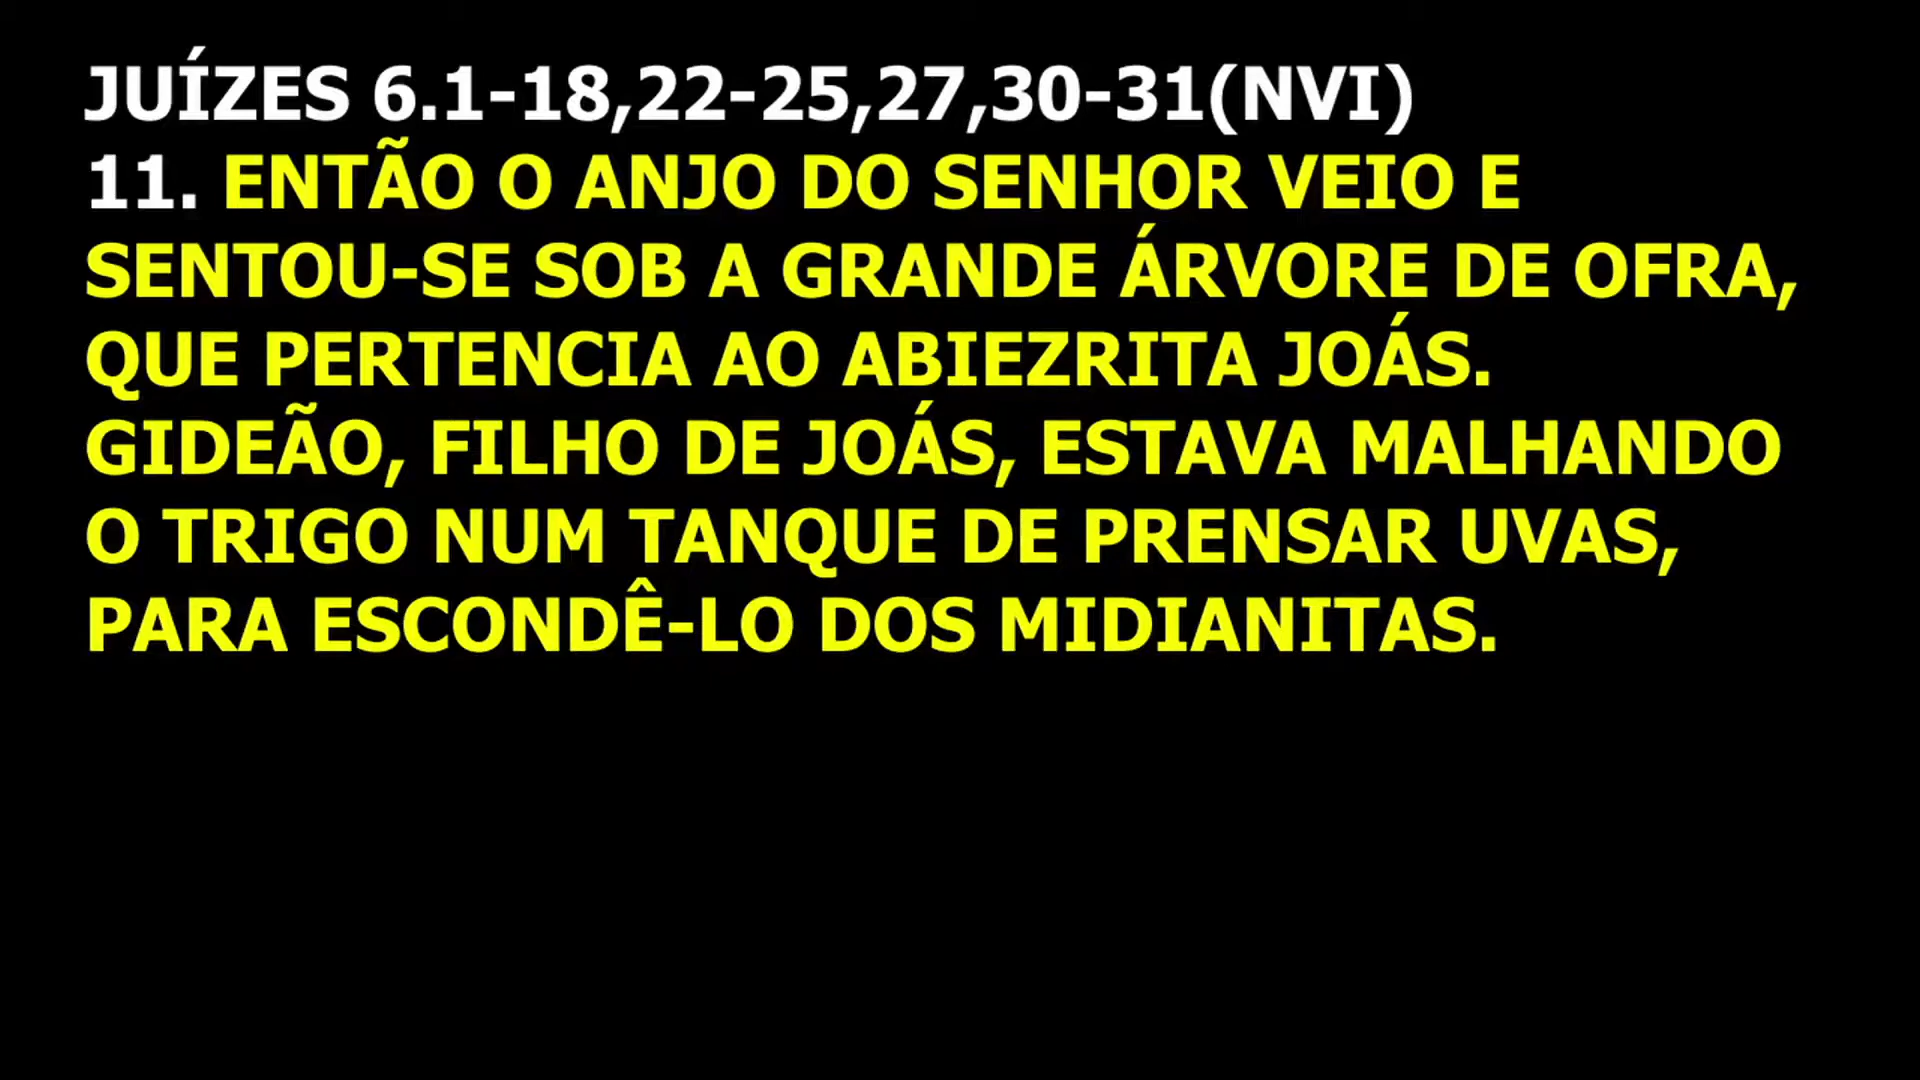 JUÍZES 6.1-18,22-25,27,30-31(NVI)
11. ENTÃO O ANJO DO SENHOR VEIO E
SENTOU-SE SOB A GRANDE ÁRVORE DE OFRA,
QUE PERTENCIA AO ABIEZRITA JOÁS.
GIDEÃO, FILHO DE JOÁS, ESTAVA MALHANDO
O TRIGO NUM TANQUE DE PRENSAR UVAS,
PARA ESCONDÊ-LO DOS MIDIANITAS.